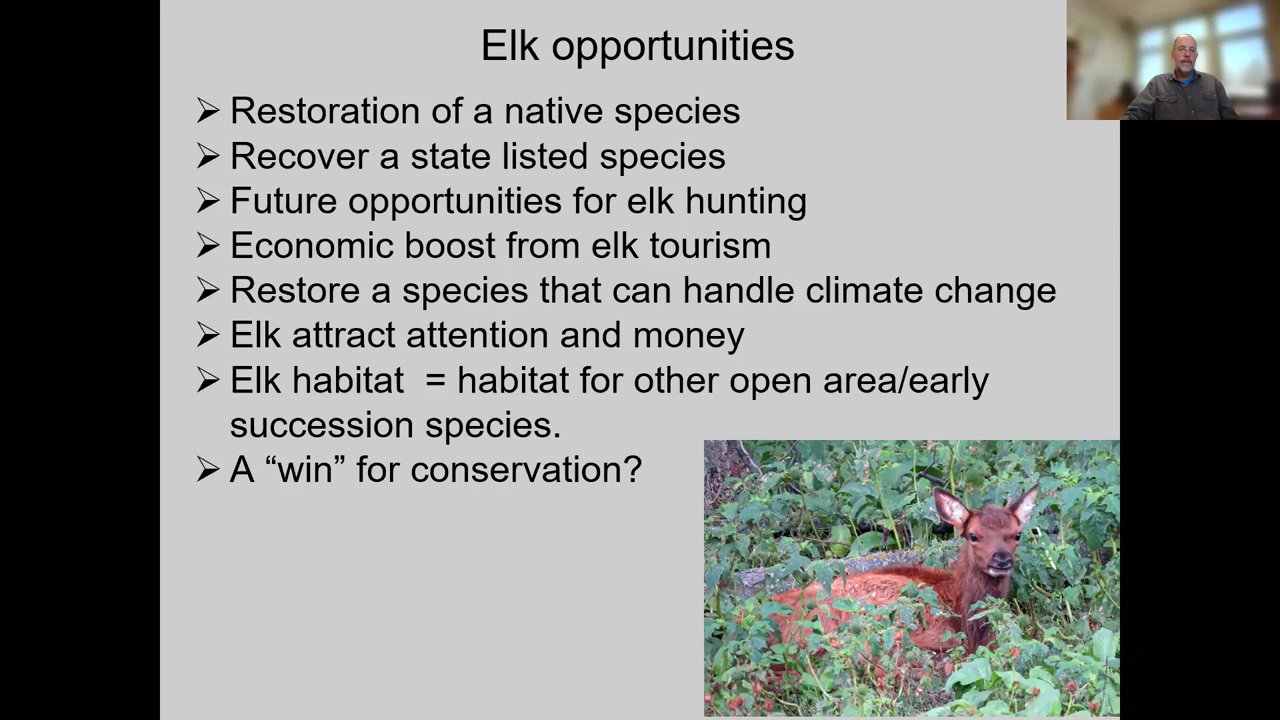 Elk opportunities
➢ Restoration of a native species
➢ Recover a state listed species
➢ Future opportunities for elk hunting
➢ Economic boost from elk tourism
➢ Restore a species that can handle climate change
➢ Elk attract attention and money
➢ Elk habitat  = habitat for other open area/early
succession species.
➢ A “win” for conservation?